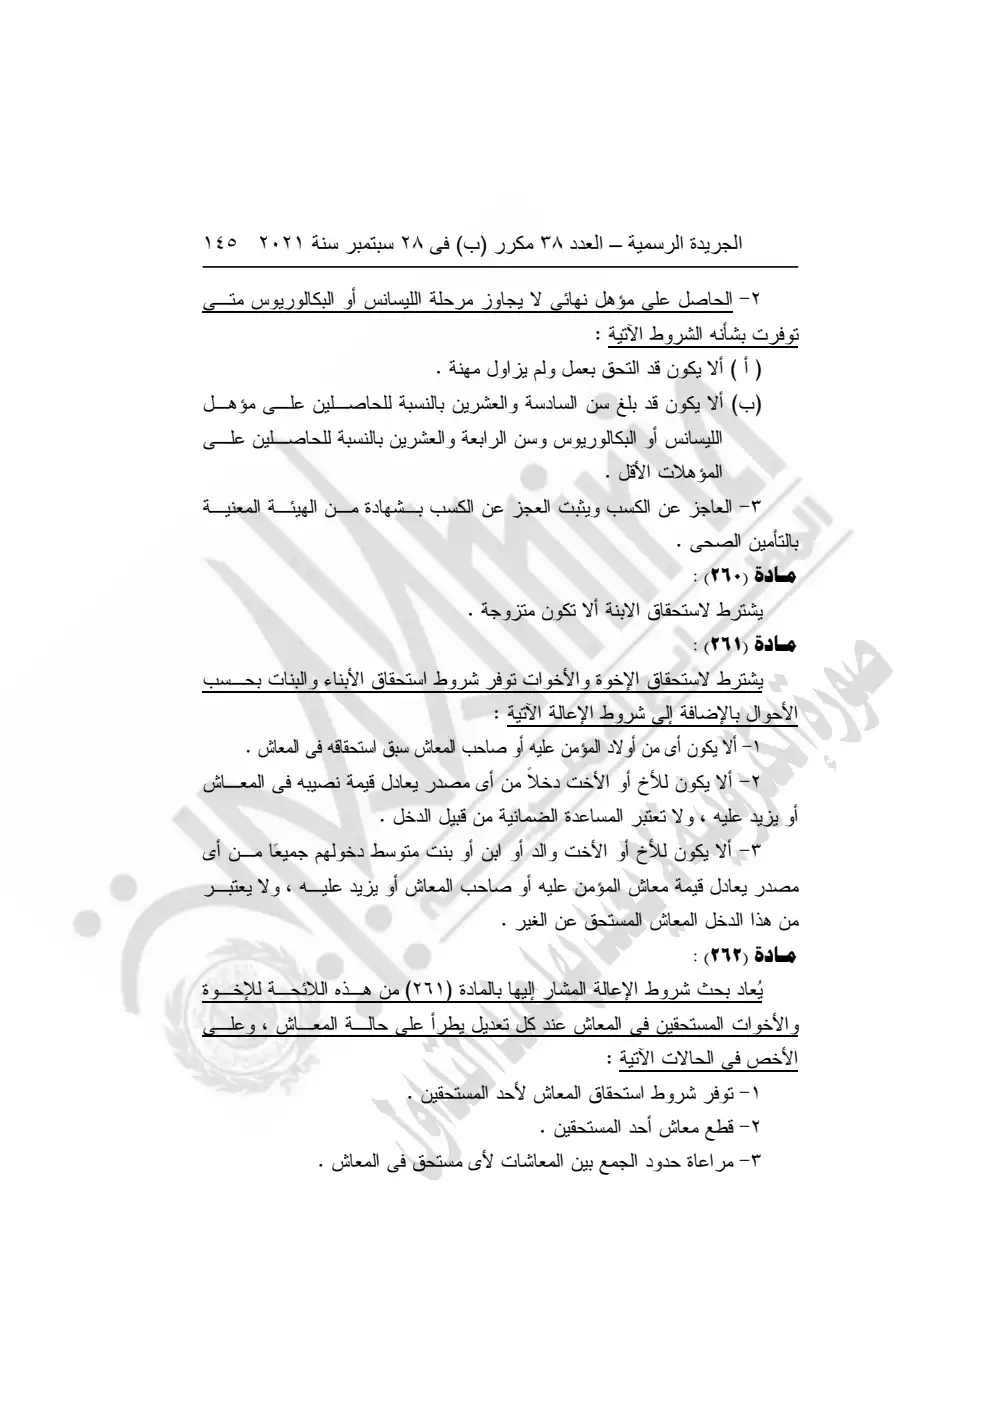 الجريدة الرسمية – العدد ٣٨ مكرر (ب) فى ٢٨ سبتمبر سنة ٢٠٢١ ١٤٥
٢- الحاصل على مؤهل نهائي لا يجاوز مرحلة الليسانس أو البكالوريوس متى
توفرت بشأنه الشروط الآتية :
( أ ) ألا يكون قد التحق بعمل ولم يزاول مهنة .
(ب) ألا يكون قد بلغ سن السادسة والعشرين بالنسبة للحاصلين على مؤهل
الليسانس أو البكالوريوس وسن الرابعة والعشرين بالنسبة للحاصلين على
المؤهلات الأقل .
٣- العاجز عن الكسب ويثبت العجز عن الكسب بشهادة من الهيئة المعنية
بالتأمين الصحى .
مادة (٢٦٠) :
يشترط لاستحقاق الابنة ألا تكون متزوجة .
مادة (٢٦١) :
يشترط لاستحقاق الإخوة والأخوات توفر شروط استحقاق الأبناء والبنات بحسب
الأحوال بالإضافة إلى شروط الإعالة الآتية :
١- ألا يكون أى من أولاد المؤمن عليه أو صاحب المعاش سبق استحقاقه فى المعاش .
٢- ألا يكون للأخ أو الأخت دخلاً من أى مصدر يعادل قيمة نصيبه فى المعاش
أو يزيد عليه ، ولا تعتبر المساعدة الضمانية من قبيل الدخل .
٣- ألا يكون للأخ أو الأخت والد أو ابن أو بنت متوسط دخولهم جميعًا من أى
مصدر يعادل قيمة معاش المؤمن عليه أو صاحب المعاش أو يزيد عليه ، ولا يعتبر
من هذا الدخل المعاش المستحق عن الغير .
مادة (٢٦٢) :
يُعاد بحث شروط الإعالة المشار إليها بالمادة (٢٦١) من هذه اللائحة للإخوة
والأخوات المستحقين فى المعاش عند كل تعديل يطرأ على حالة المعاش ، وعلى
الأخص فى الحالات الآتية :
١- توفر شروط استحقاق المعاش لأحد المستحقين .
٢- قطع معاش أحد المستحقين .
٣- مراعاة حدود الجمع بين المعاشات لأى مستحق فى المعاش .
صورة إلكترونية لا يعتد بها عند التداول